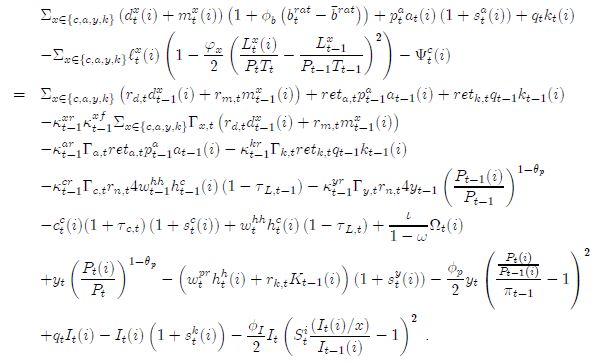 $\Sigma_{x\in\{c,a,y,k\}} \left(d_t^x(i) + m_t^x(i)\right) \left(1 + \phi_b \left(b_t^{rat} - \bar{b}^{rat}\right)\right) + p_t^a a_t(i) \left(1 + s_t^a(i)\right) + q_t k_t(i)$
$-\Sigma_{x\in\{c,a,y,k\}} \ell_t^x(i) \left(1 - \frac{\varphi_x}{2} \left(\frac{L_t^x(i)}{P_t T_t} - \frac{L_{t-1}^x}{P_{t-1} T_{t-1}}\right)^2\right) - \Psi_t^c(i)$
$= \Sigma_{x\in\{c,a,y,k\}} \left(r_{d,t} d_{t-1}^x(i) + r_{m,t} m_{t-1}^x(i)\right) + ret_{a,t} p_{t-1}^a a_{t-1}(i) + ret_{k,t} q_{t-1} k_{t-1}(i)$
$-\kappa_{t-1}^{xr} \kappa_{t-1}^{xf} \Sigma_{x\in\{c,a,y,k\}} \Gamma_{x,t} \left(r_{d,t} d_{t-1}^x(i) + r_{m,t} m_{t-1}^x(i)\right)$
$-\kappa_{t-1}^{ar} \Gamma_{a,t} ret_{a,t} p_{t-1}^a a_{t-1}(i) - \kappa_{t-1}^{kr} \Gamma_{k,t} ret_{k,t} q_{t-1} k_{t-1}(i)$
$-\kappa_{t-1}^{cr} \Gamma_{c,t} r_{n,t} 4 w_{t-1}^{hh} h_{t-1}^c(i) \left(1 - \tau_{L,t-1}\right) - \kappa_{t-1}^{yr} \Gamma_{y,t} r_{n,t} 4 y_{t-1} \left(\frac{P_{t-1}(i)}{P_{t-1}}\right)^{1-\theta_p}$
$-c_t^c(i)(1 + \tau_{c,t}) \left(1 + s_t^c(i)\right) + w_t^{hh} h_t^c(i) \left(1 - \tau_{L,t}\right) + \frac{\iota}{1-\omega} \Omega_t(i)$
$+y_t \left(\frac{P_t(i)}{P_t}\right)^{1-\theta_p} - \left(w_t^{pr} h_t^h(i) + r_{k,t} K_{t-1}(i)\right) \left(1 + s_t^y(i)\right) - \frac{\phi_p}{2} y_t \left(\frac{\frac{P_t(i)}{P_{t-1}(i)}}{\pi_{t-1}} - 1\right)^2$
$+q_t I_t(i) - I_t(i) \left(1 + s_t^k(i)\right) - \frac{\phi_I}{2} I_t \left(S_t^i \frac{(I_t(i)/x)}{I_{t-1}(i)} - 1\right)^2 .$